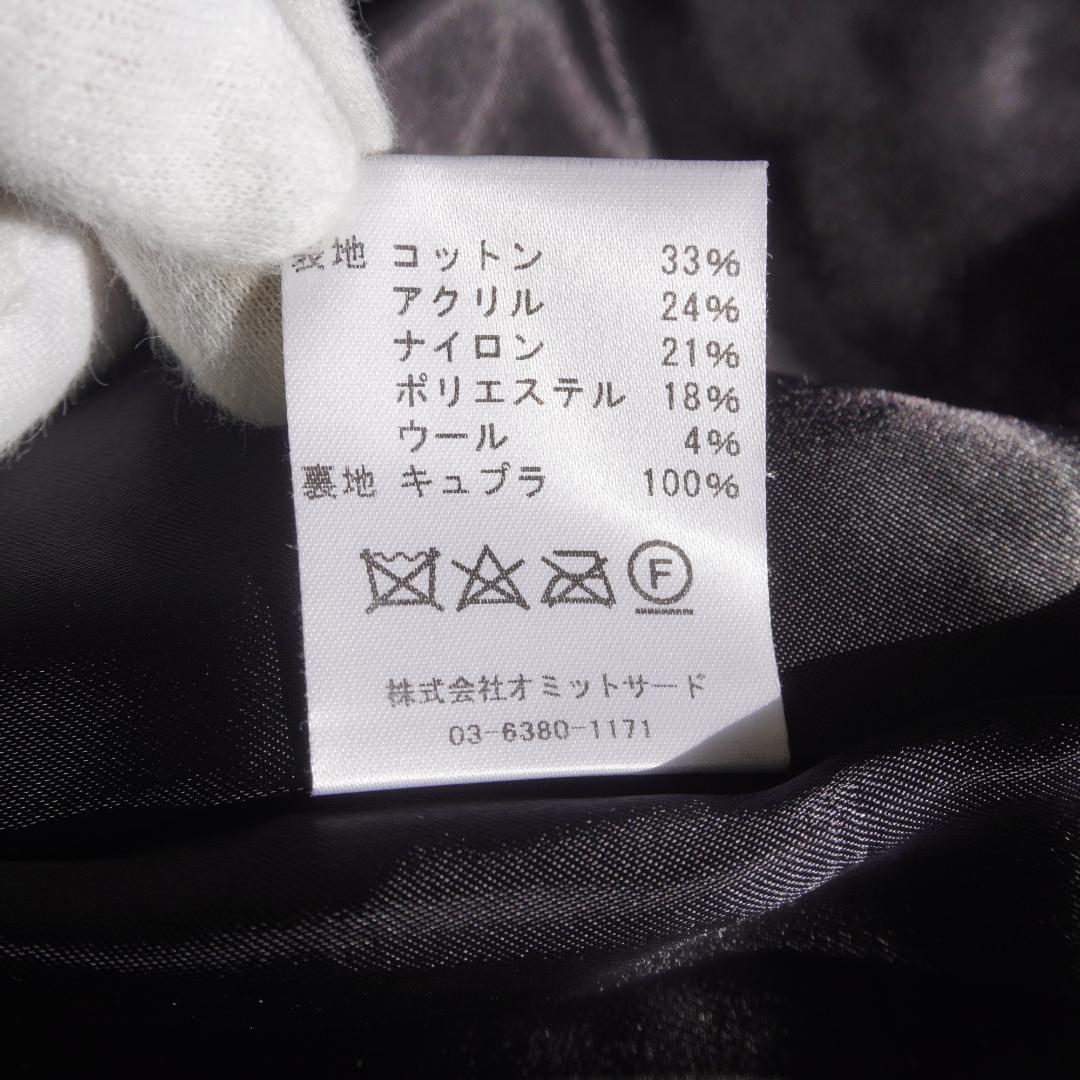 表地 コットン 33%
アクリル 24%
ナイロン 21%
ポリエステル 18%
ウール 4%
裏地 キュプラ 100%
F
株式会社オミットサード
03-6380-1171